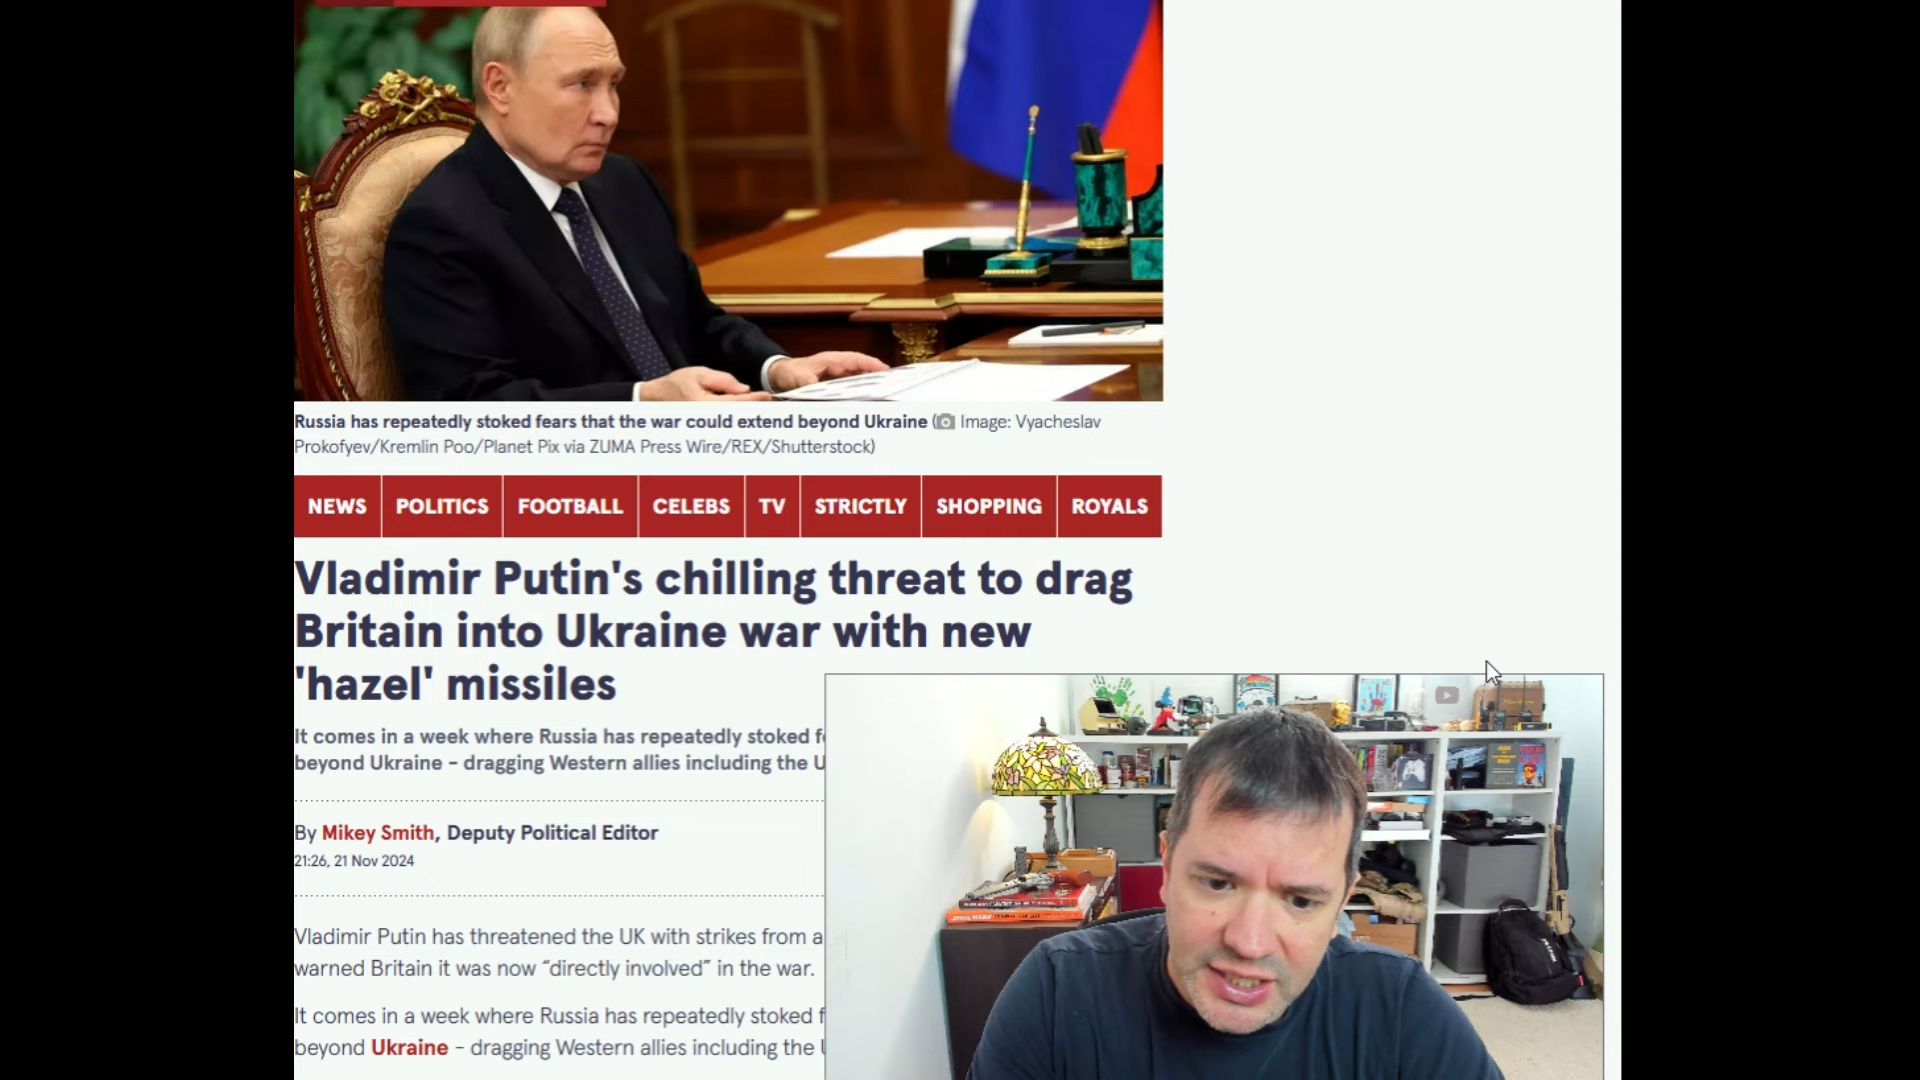 Russia has repeatedly stoked fears that the war could extend beyond Ukraine ( Image: Vyacheslav
Prokofyev/Kremlin Poo/Planet Pix via ZUMA Press Wire/REX/Shutterstock)
NEWS POLITICS FOOTBALL CELEBS TV STRICTLY SHOPPING ROYALS
Vladimir Putin's chilling threat to drag
Britain into Ukraine war with new
'hazel' missiles
It comes in a week where Russia has repeatedly stoked f
beyond Ukraine - dragging Western allies including the U
By Mikey Smith, Deputy Political Editor
21:26, 21 Nov 2024
Vladimir Putin has threatened the UK with strikes from a
warned Britain it was now “directly involved” in the war.
It comes in a week where Russia has repeatedly stoked f
beyond Ukraine - dragging Western allies including the